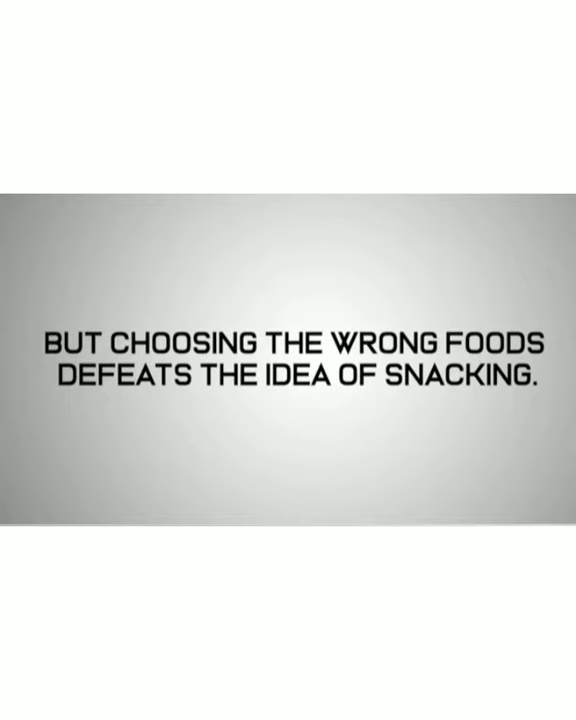 BUT CHOOSING THE WRONG FOODS
DEFEATS THE IDEA OF SNACKING.